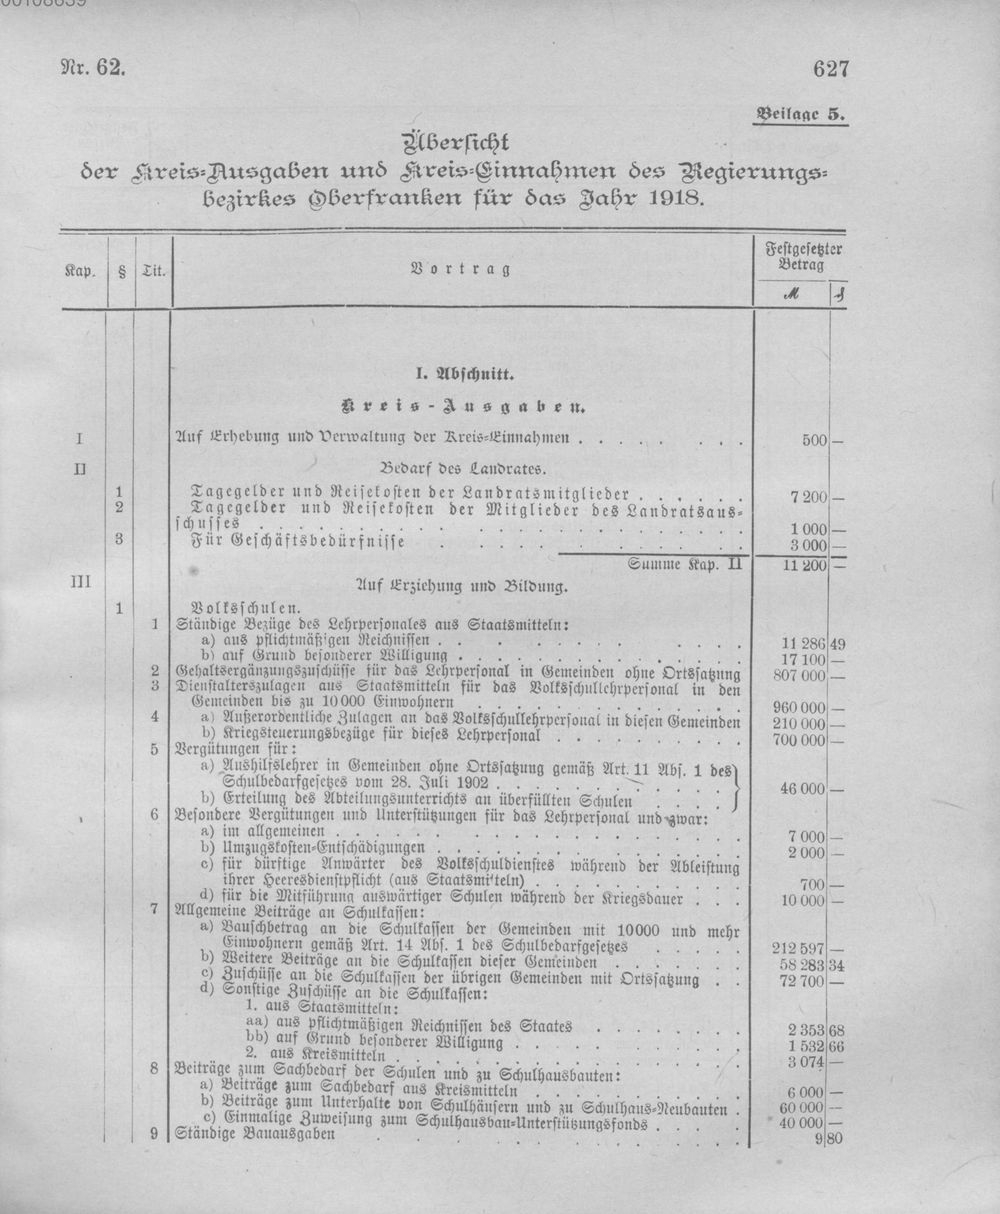 00108639
Nr. 62.
627
Beilage 5.
Übersicht
der Kreis-Ausgaben und Kreis-Einnahmen des Regierungs-
bezirkes Oberfranken für das Jahr 1918.
Kap. § Tit. Vortrag Festgesetzter Betrag
ℳ ₰
I. Abschnitt.
Kreis-Ausgaben.
I Auf Erhebung und Verwaltung der Kreis-Einnahmen . . . . . . . . 500 —
II Bedarf des Landrates.
1 Tagegelder und Reisekosten der Landratsmitglieder . . . . . . 7 200 —
2 Tagegelder und Reisekosten der Mitglieder des Landratsaus-
schusses . . . . . . . . . . . . . . . . 1 000 —
3 Für Geschäftsbedürfnisse . . . . . . . . . . . 3 000 —
Summe Kap. II 11 200 —
III Auf Erziehung und Bildung.
1 Volksschulen.
1 Ständige Bezüge des Lehrpersonales aus Staatsmitteln:
a) aus pflichtmäßigen Reichnissen . . . . . . . . . . . 11 286 49
b) auf Grund besonderer Willigung . . . . . . . . . . . 17 100 —
2 Gehaltsergänzungszuschüsse für das Lehrpersonal in Gemeinden ohne Ortssatzung 807 000 —
3 Dienstalterszulagen aus Staatsmitteln für das Volksschullehrpersonal in den
Gemeinden bis zu 10 000 Einwohnern . . . . . . . . . . 960 000 —
4 a) Außerordentliche Zulagen an das Volksschullehrpersonal in diesen Gemeinden 210 000 —
b) Kriegsteuerungsbezüge für dieses Lehrpersonal . . . . . . . . 700 000 —
5 Vergütungen für:
a) Aushilfslehrer in Gemeinden ohne Ortssatzung gemäß Art. 11 Abs. 1 des
Schulbedarfgesetzes vom 28. Juli 1902 . . . . . . . . . . 46 000 —
b) Erteilung des Abteilungsunterrichts an überfüllten Schulen . . . .
6 Besondere Vergütungen und Unterstützungen für das Lehrpersonal und zwar:
a) im allgemeinen . . . . . . . . . . . . . . 7 000 —
b) Umzugskosten-Entschädigungen . . . . . . . . . . . 2 000 —
c) für dürftige Anwärter des Volksschuldienstes während der Ableistung
ihrer Heeresdienstpflicht (aus Staatsmitteln) . . . . . . . . 700 —
d) für die Mitführung auswärtiger Schulen während der Kriegsdauer . . . 10 000 —
7 Allgemeine Beiträge an Schulkassen:
a) Bauschbetrag an die Schulkassen der Gemeinden mit 10 000 und mehr
Einwohnern gemäß Art. 14 Abs. 1 des Schulbedarfgesetzes . . . . 212 597 —
b) Weitere Beiträge an die Schulkassen dieser Gemeinden . . . . . . 58 283 34
c) Zuschüsse an die Schulkassen der übrigen Gemeinden mit Ortssatzung . . 72 700 —
d) Sonstige Zuschüsse an die Schulkassen:
1. aus Staatsmitteln:
aa) aus pflichtmäßigen Reichnissen des Staates . . . . . . . 2 353 68
bb) auf Grund besonderer Willigung . . . . . . . . . 1 532 66
2. aus Kreismitteln . . . . . . . . . . . . . 3 074 —
8 Beiträge zum Sachbedarf der Schulen und zu Schulhausbauten:
a) Beiträge zum Sachbedarf aus Kreismitteln . . . . . . . . . 6 000 —
b) Beiträge zum Unterhalte von Schulhäusern und zu Schulhaus-Neubauten . 60 000 —
c) Einmalige Zuweisung zum Schulhausbau-Unterstützungsfonds . . . . 40 000 —
9 Ständige Bauausgaben . . . . . . . . . . . . 9 80